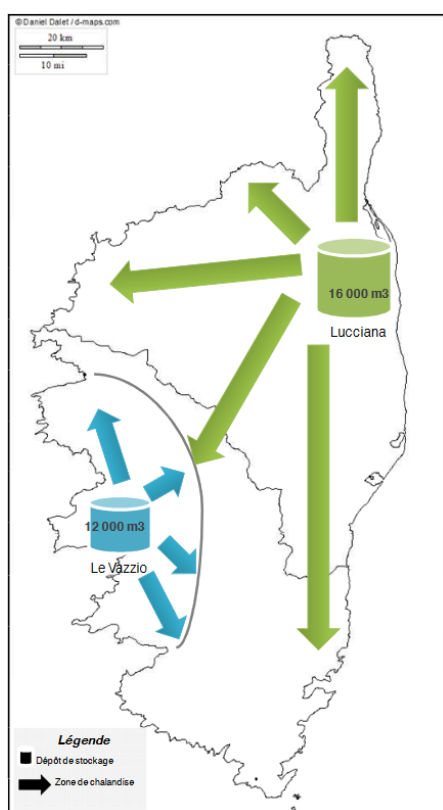 © Daniel Dalet / d-maps.com
20 km
10 mi
16 000 m3
Lucciana
12 000 m3
Le Vazzio
Légende
Dépôt de stockage
Zone de chalandise